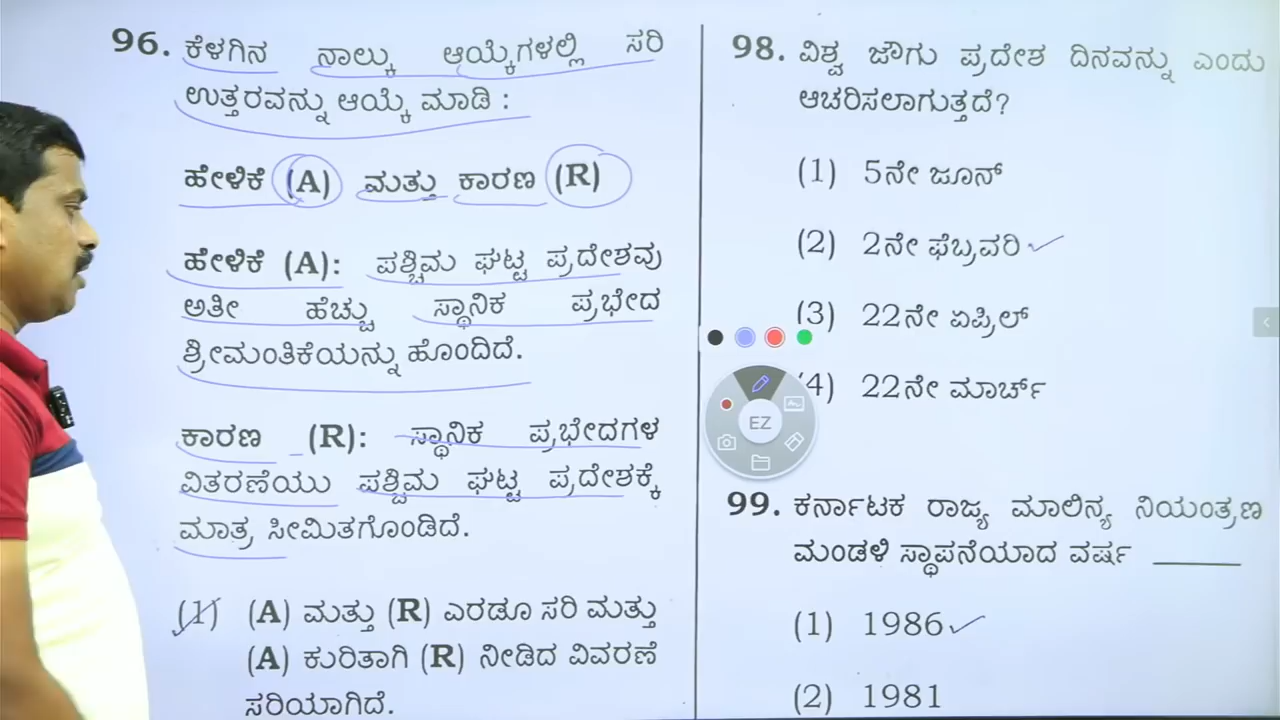 96. ಕೆಳಗಿನ ನಾಲ್ಕು ಆಯ್ಕೆಗಳಲ್ಲಿ ಸರಿ
ಉತ್ತರವನ್ನು ಆಯ್ಕೆ ಮಾಡಿ :
ಹೇಳಿಕೆ (A) ಮತ್ತು ಕಾರಣ (R)
ಹೇಳಿಕೆ (A): ಪಶ್ಚಿಮ ಘಟ್ಟ ಪ್ರದೇಶವು
ಅತೀ ಹೆಚ್ಚು ಸ್ಥಾನಿಕ ಪ್ರಭೇದ
ಶ್ರೀಮಂತಿಕೆಯನ್ನು ಹೊಂದಿದೆ.
ಕಾರಣ (R): ಸ್ಥಾನಿಕ ಪ್ರಭೇದಗಳ
ವಿತರಣೆಯು ಪಶ್ಚಿಮ ಘಟ್ಟ ಪ್ರದೇಶಕ್ಕೆ
ಮಾತ್ರ ಸೀಮಿತಗೊಂಡಿದೆ.
(1) (A) ಮತ್ತು (R) ಎರಡೂ ಸರಿ ಮತ್ತು
(A) ಕುರಿತಾಗಿ (R) ನೀಡಿದ ವಿವರಣೆ
ಸರಿಯಾಗಿದೆ.
98. ವಿಶ್ವ ಜೌಗು ಪ್ರದೇಶ ದಿನವನ್ನು ಎಂದು
ಆಚರಿಸಲಾಗುತ್ತದೆ?
(1) 5ನೇ ಜೂನ್
(2) 2ನೇ ಫೆಬ್ರವರಿ
(3) 22ನೇ ಏಪ್ರಿಲ್
(4) 22ನೇ ಮಾರ್ಚ್
EZ
99. ಕರ್ನಾಟಕ ರಾಜ್ಯ ಮಾಲಿನ್ಯ ನಿಯಂತ್ರಣ
ಮಂಡಳಿ ಸ್ಥಾಪನೆಯಾದ ವರ್ಷ ______
(1) 1986
(2) 1981